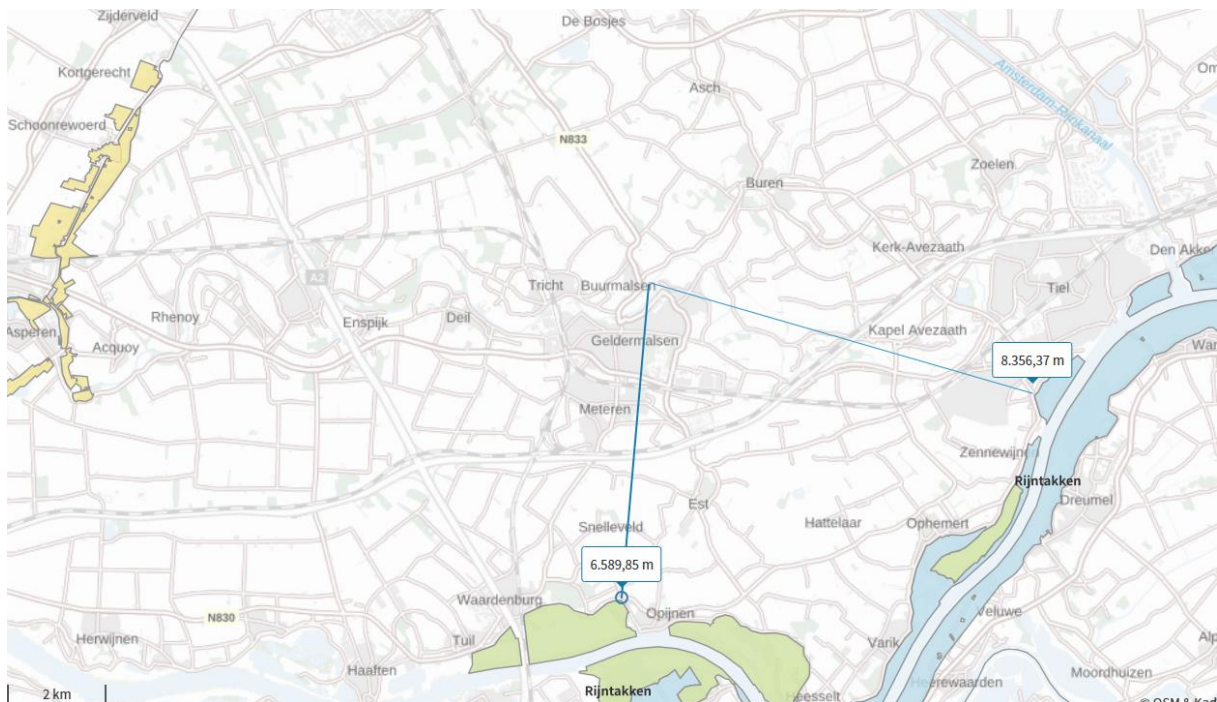 Zijderveld
De Bosjes
Kortgerecht
Asch
Om
Amsterdam-Rijnkanaal
Schoonrewoerd
N833
Zoelen
Buren
Kerk-Avezaath
Den Akke
A2
Tricht
Buurmalsen
Tiel
Rhenoy
Enspijk
Deil
Kapel Avezaath
Asperen
Acquoy
Geldermalsen
War
8.356,37 m
Meteren
Zennewijnen
Rijntakken
Est
Dreumel
Snelleveld
Hattelaar
Ophemert
6.589,85 m
Waardenburg
Opijnen
N830
Veluwe
Herwijnen
Tuil
Varik
Alp
Haaften
Moordhuizen
Heerewaarden
Rijntakken
Heesselt
2 km
© OSM & Kad